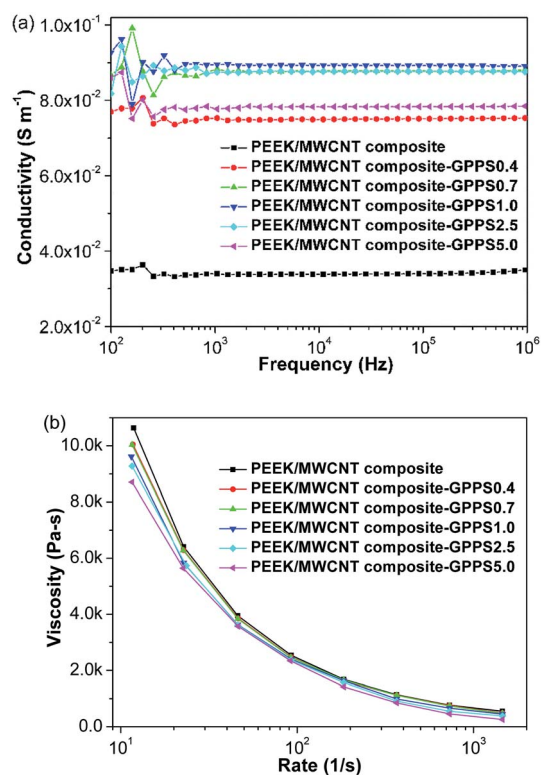 (a)
1.0x10⁻¹
8.0x10⁻²
6.0x10⁻²
4.0x10⁻²
2.0x10⁻²
Conductivity (S m⁻¹)
PEEK/MWCNT composite
PEEK/MWCNT composite-GPPS0.4
PEEK/MWCNT composite-GPPS0.7
PEEK/MWCNT composite-GPPS1.0
PEEK/MWCNT composite-GPPS2.5
PEEK/MWCNT composite-GPPS5.0
10² 10³ 10⁴ 10⁵ 10⁶
Frequency (Hz)
(b)
10.0k
8.0k
6.0k
4.0k
2.0k
0.0
Viscosity (Pa-s)
PEEK/MWCNT composite
PEEK/MWCNT composite-GPPS0.4
PEEK/MWCNT composite-GPPS0.7
PEEK/MWCNT composite-GPPS1.0
PEEK/MWCNT composite-GPPS2.5
PEEK/MWCNT composite-GPPS5.0
10¹ 10² 10³
Rate (1/s)